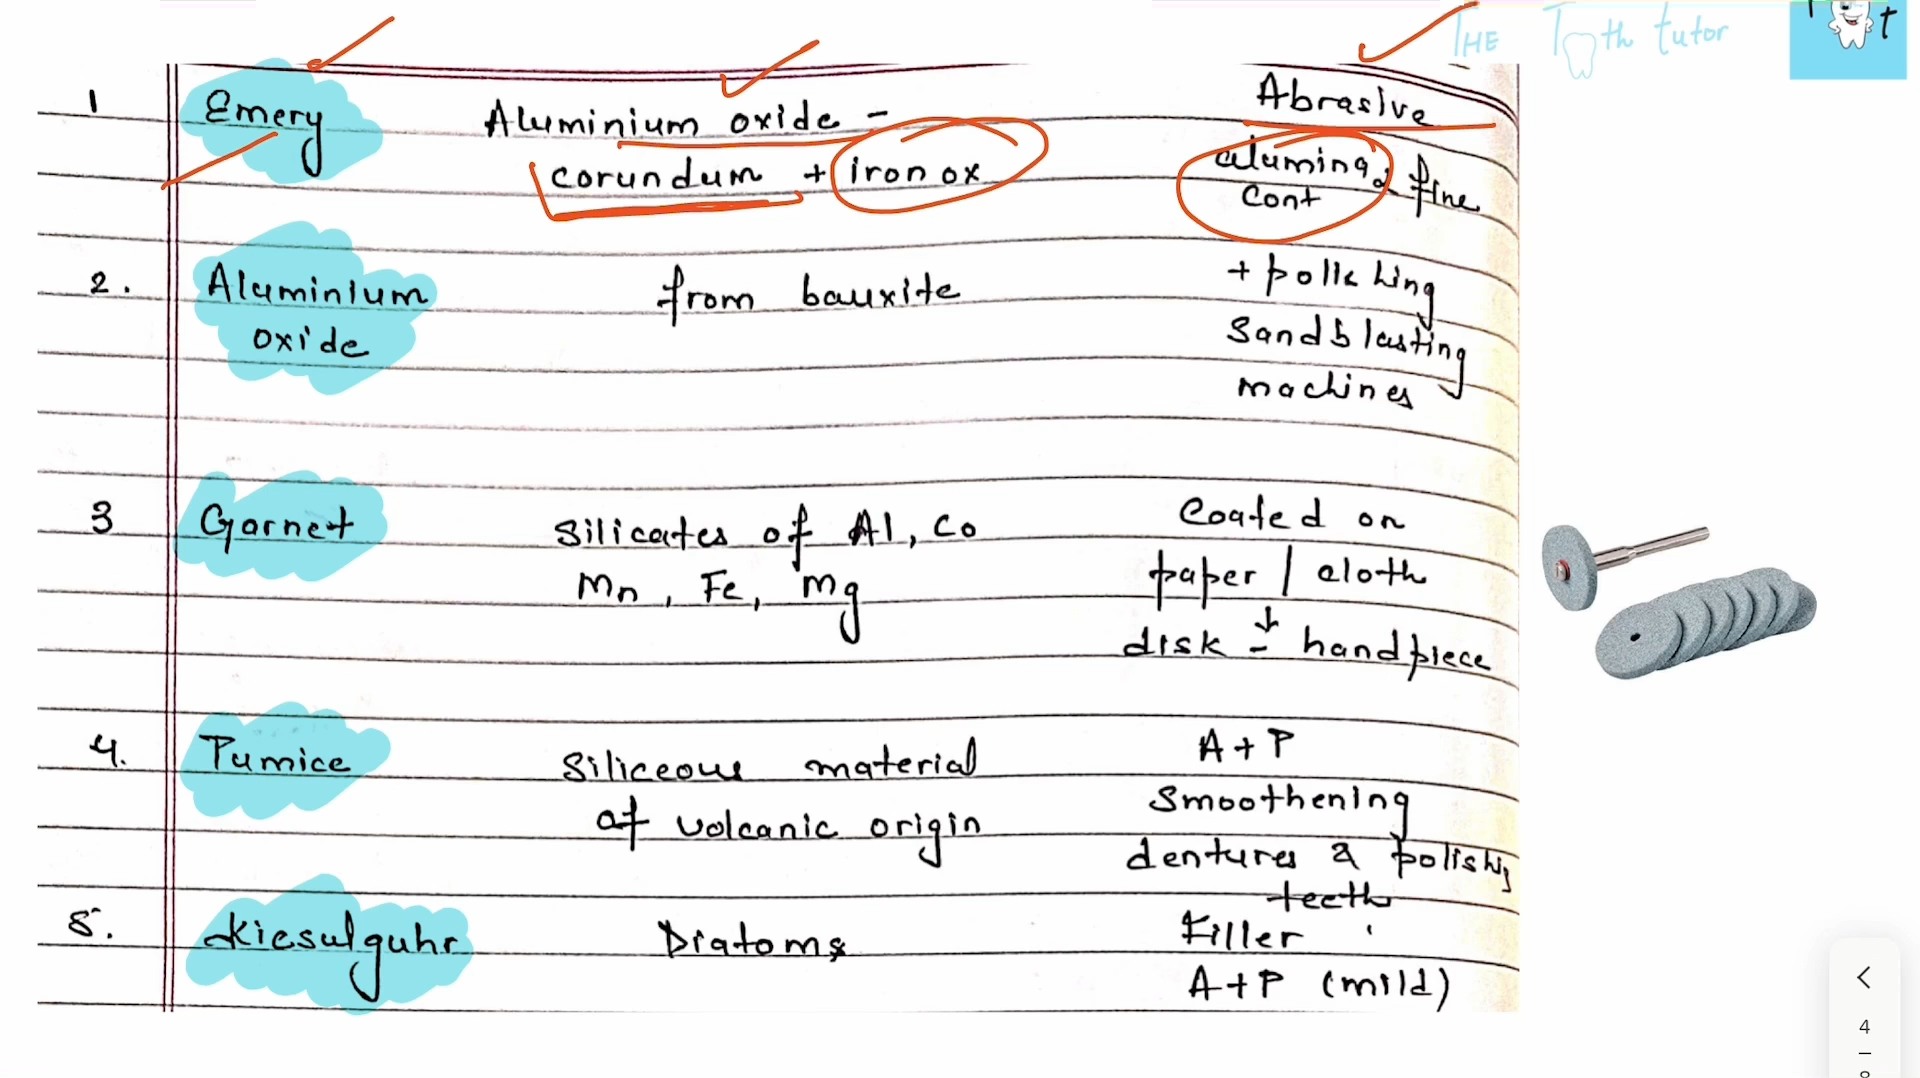 THE Tooth tutor
t
1 Emery Aluminium oxide - Abrasive
corundum + iron ox alumina & fine
cont
2. Aluminium from bauxite + polishing
oxide Sandblasting
machines
3 Garnet Silicates of Al, Co Coated on
Mn, Fe, Mg paper / cloth
disk - handpiece
4. Pumice Siliceous material A + P
of volcanic origin Smoothening
dentures & polishing
teeth
5. Kiesulguhr Diatoms Filler
A+P (mild)
<
4